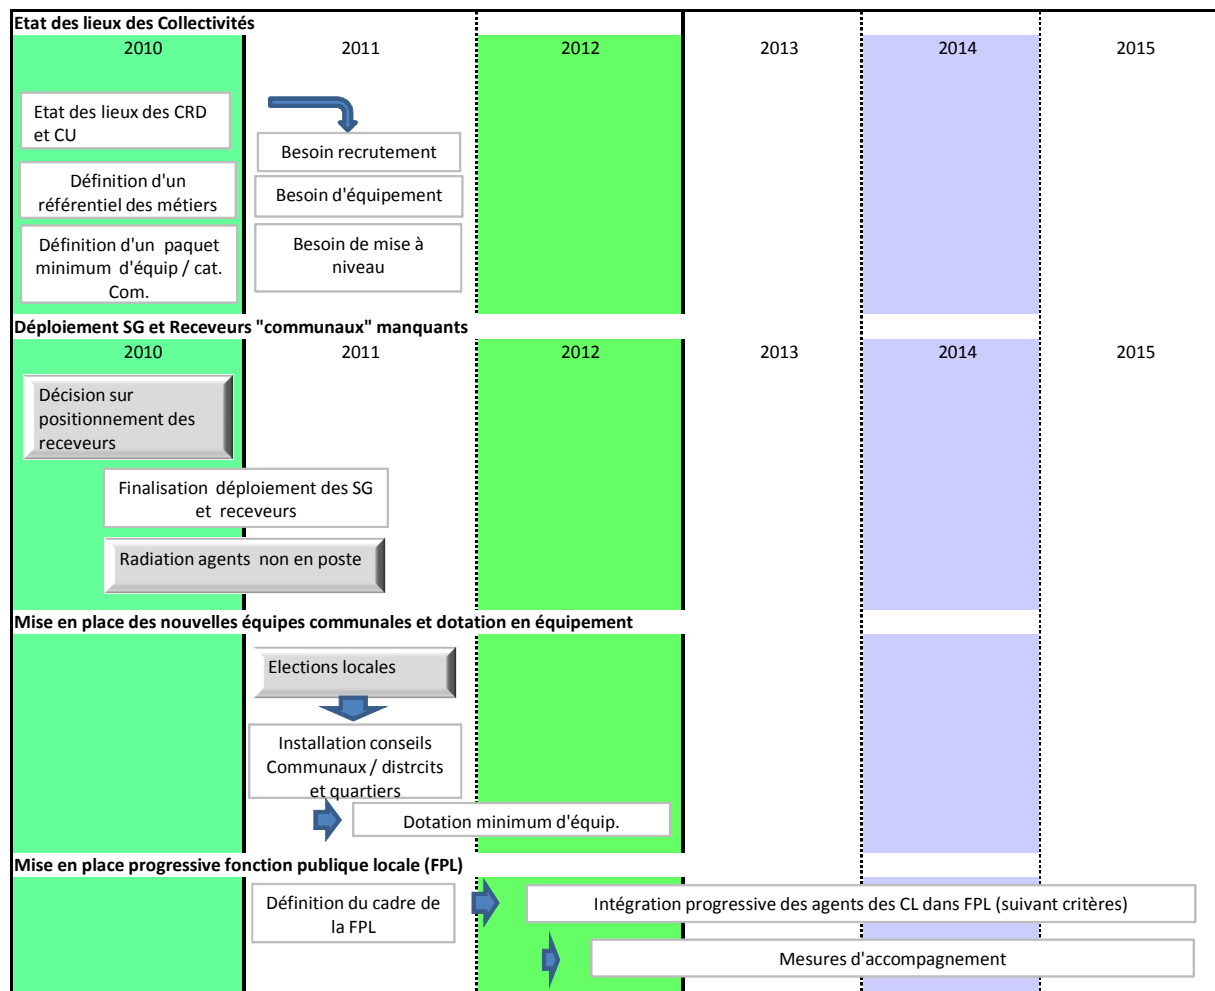 Etat des lieux des Collectivités
2010 2011 2012 2013 2014 2015
Etat des lieux des CRD
et CU
Définition d'un
référentiel des métiers
Définition d'un paquet
minimum d'équip / cat.
Com.
Besoin recrutement
Besoin d'équipement
Besoin de mise à
niveau
Déploiement SG et Receveurs "communaux" manquants
2010 2011 2012 2013 2014 2015
Décision sur
positionnement des
receveurs
Finalisation déploiement des SG
et receveurs
Radiation agents non en poste
Mise en place des nouvelles équipes communales et dotation en équipement
Elections locales
Installation conseils
Communaux / distrcits
et quartiers
Dotation minimum d'équip.
Mise en place progressive fonction publique locale (FPL)
Définition du cadre de
la FPL
Intégration progressive des agents des CL dans FPL (suivant critères)
Mesures d'accompagnement